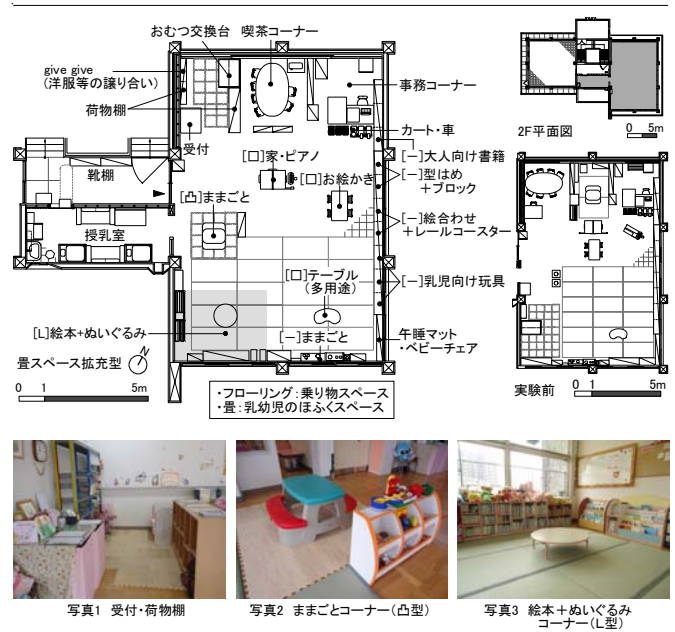 おむつ交換台 喫茶コーナー
give give
(洋服等の譲り合い)
荷物棚
受付
靴棚
授乳室
事務コーナー
カート・車
[−]大人向け書籍
[□]家・ピアノ
[−]型はめ
+ブロック
[□]お絵かき
[凸]ままごと
[−]絵合わせ
+レールコースター
[□]テーブル
(多用途)
[−]乳児向け玩具
[L]絵本+ぬいぐるみ
[−]ままごと
午睡マット
・ベビーチェア
畳スペース拡充型
N
0 1 5m
・フローリング:乗り物スペース
・畳:乳幼児のほふくスペース
2F平面図
0 5m
実験前
0 1 5m
写真1 受付・荷物棚
写真2 ままごとコーナー(凸型)
写真3 絵本+ぬいぐるみ
コーナー(L型)